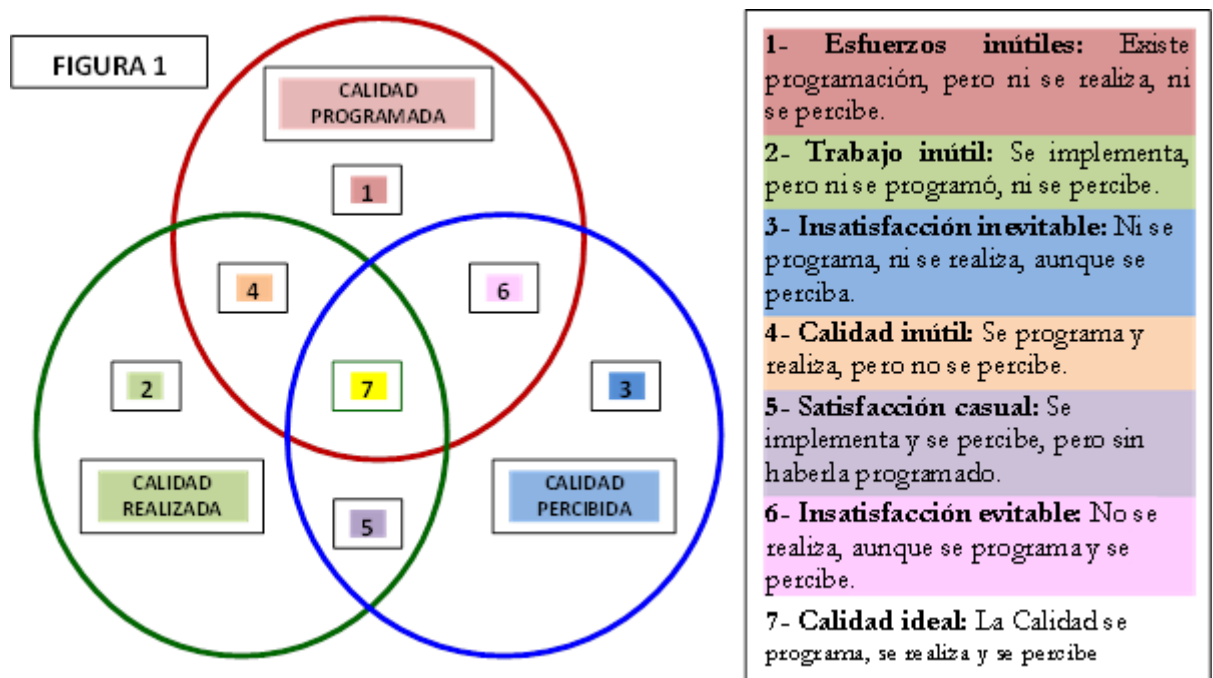 FIGURA 1
CALIDAD
PROGRAMADA
1
4
6
2
7
3
CALIDAD
REALIZADA
CALIDAD
PERCIBIDA
5
1- Esfuerzos inútiles: Existe
programación, pero ni se realiza, ni
se percibe.
2- Trabajo inútil: Se implementa,
pero ni se programó, ni se percibe.
3- Insatisfacción inevitable: Ni se
programa, ni se realiza, aunque se
perciba.
4- Calidad inútil: Se programa y
realiza, pero no se percibe.
5- Satisfacción casual: Se
implementa y se percibe, pero sin
haberla programado.
6- Insatisfacción evitable: No se
realiza, aunque se programa y se
percibe.
7- Calidad ideal: La Calidad se
programa, se realiza y se percibe